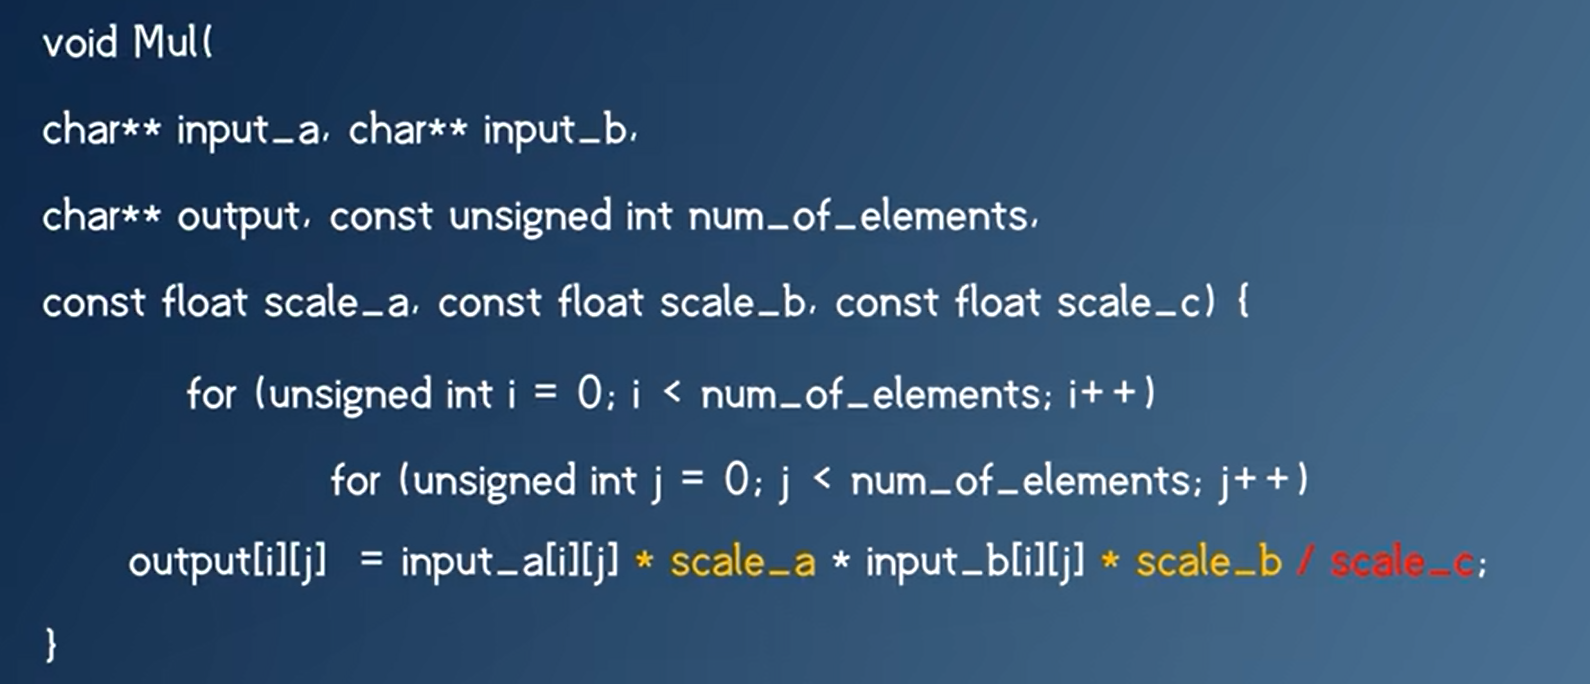 void Mul(
char** input_a, char** input_b,
char** output, const unsigned int num_of_elements,
const float scale_a, const float scale_b, const float scale_c) {
for (unsigned int i = 0; i < num_of_elements; i++)
for (unsigned int j = 0; j < num_of_elements; j++)
output[i][j] = input_a[i][j] * scale_a * input_b[i][j] * scale_b / scale_c;
}